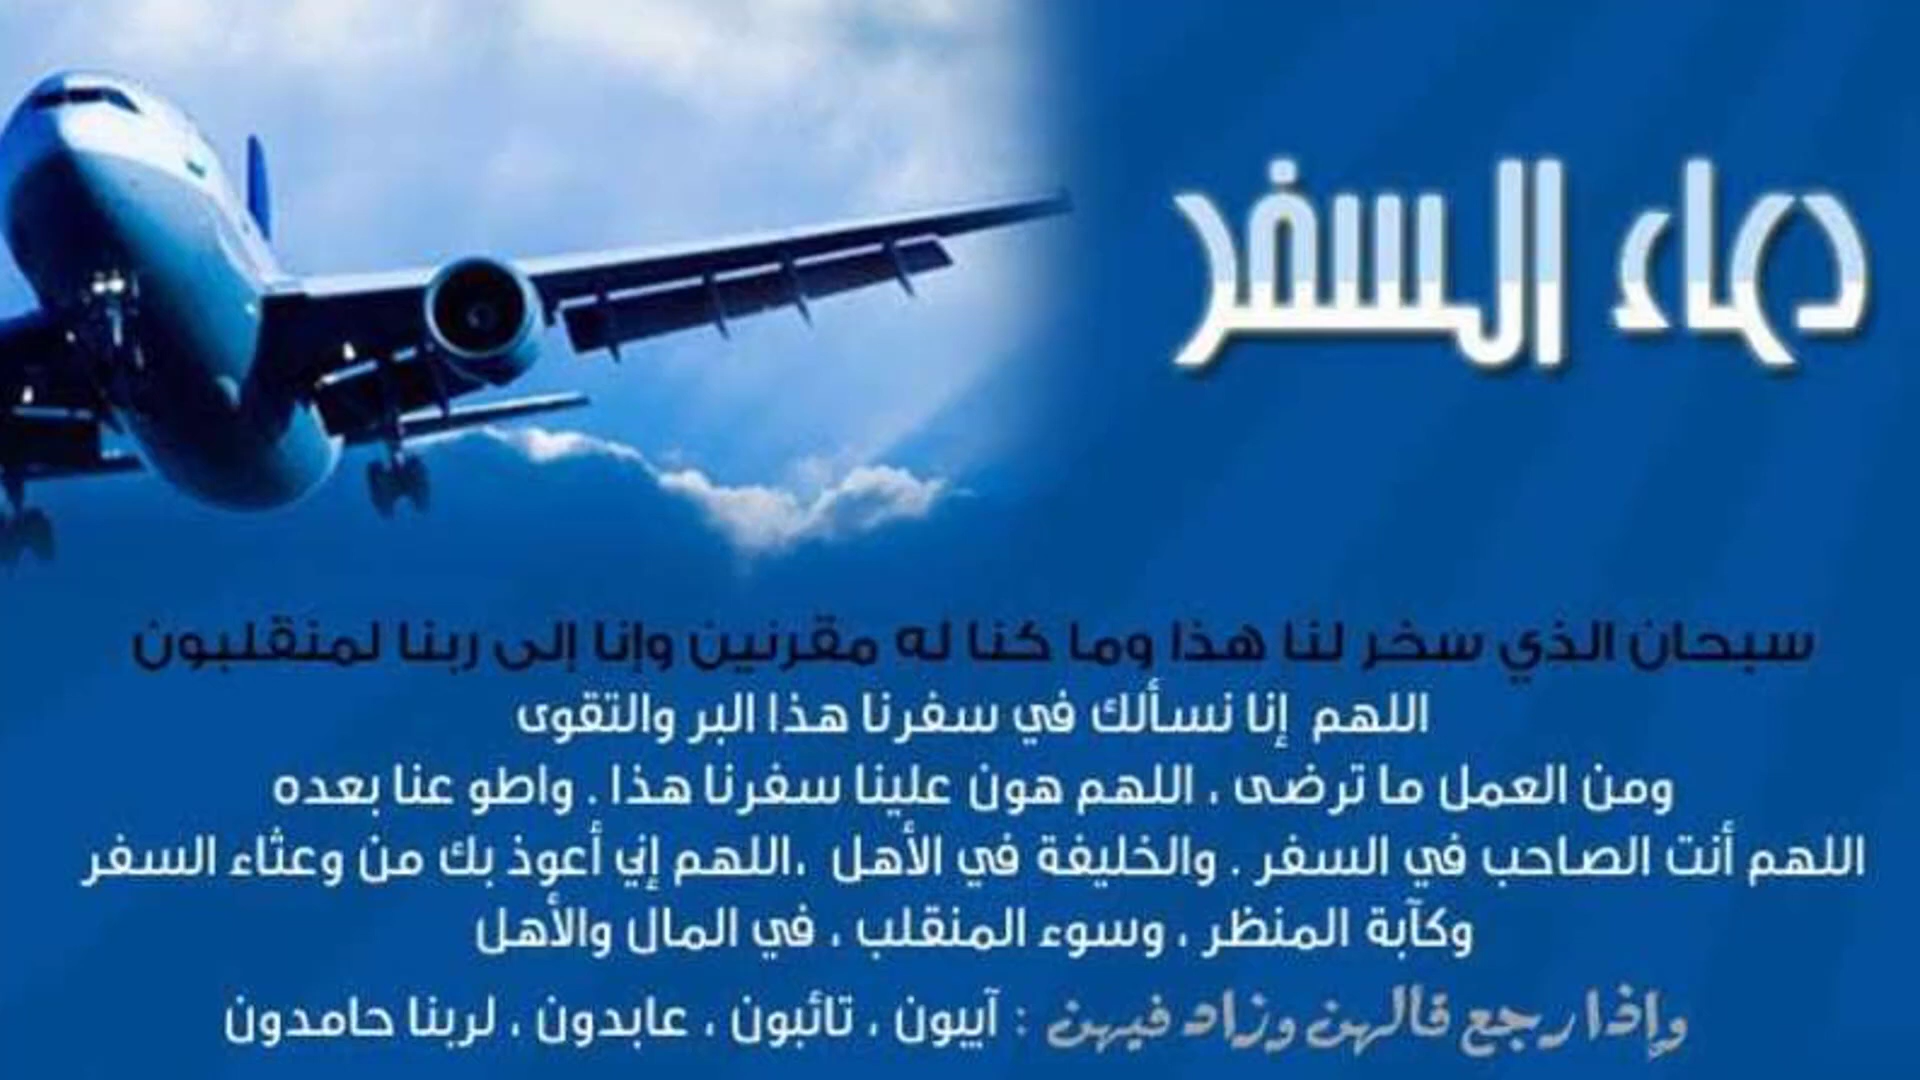 دعاء السفر
سبحان الذي سخر لنا هذا وما كنا له مقرنين وإنا إلى ربنا لمنقلبون
اللهم إنا نسألك في سفرنا هذا البر والتقوى
ومن العمل ما ترضى ، اللهم هون علينا سفرنا هذا . واطو عنا بعده
اللهم أنت الصاحب في السفر . والخليفة في الأهل ،اللهم إني أعوذ بك من وعثاء السفر
وكآبة المنظر ، وسوء المنقلب ، في المال والأهل
وإذا رجع قالهن وزاد فيهن : آيبون ، تائبون ، عابدون ، لربنا حامدون